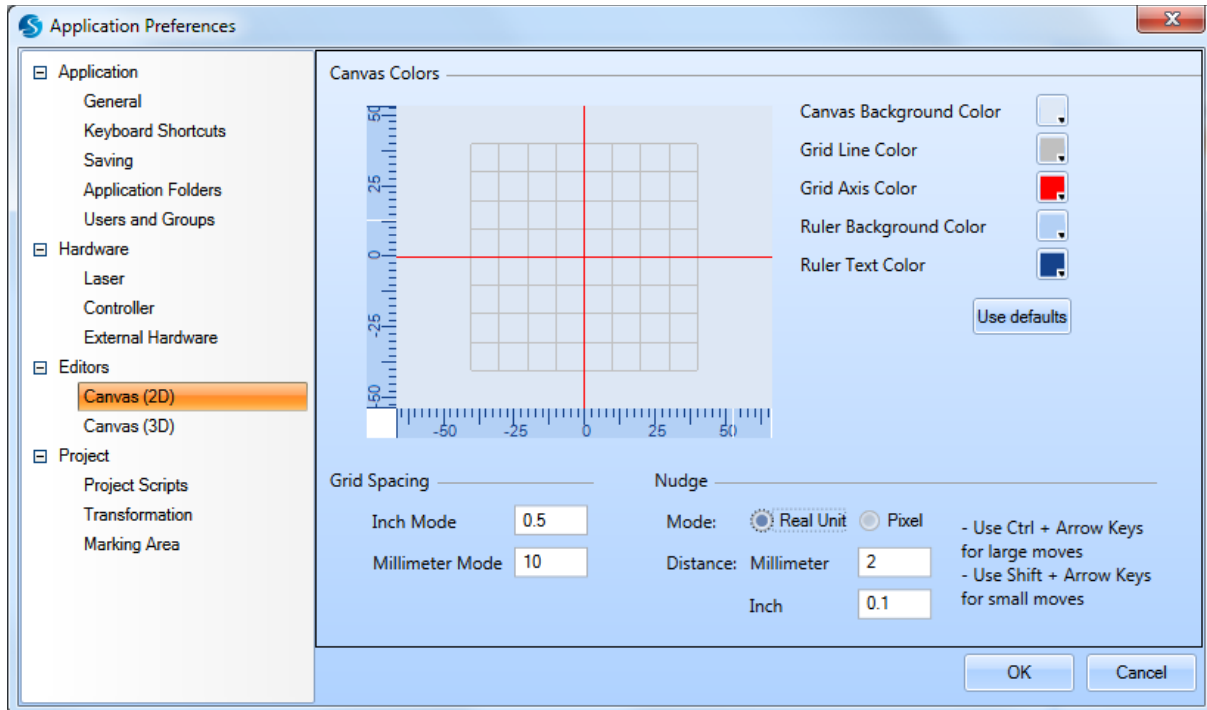 Application Preferences
Application
General
Keyboard Shortcuts
Saving
Application Folders
Users and Groups
Hardware
Laser
Controller
External Hardware
Editors
Canvas (2D)
Canvas (3D)
Project
Project Scripts
Transformation
Marking Area
Canvas Colors
50
25
0
-25
-50
-50 -25 0 25 50
Canvas Background Color
Grid Line Color
Grid Axis Color
Ruler Background Color
Ruler Text Color
Use defaults
Grid Spacing
Inch Mode 0.5
Millimeter Mode 10
Nudge
Mode: Real Unit Pixel
Distance: Millimeter 2
Inch 0.1
- Use Ctrl + Arrow Keys
for large moves
- Use Shift + Arrow Keys
for small moves
OK Cancel